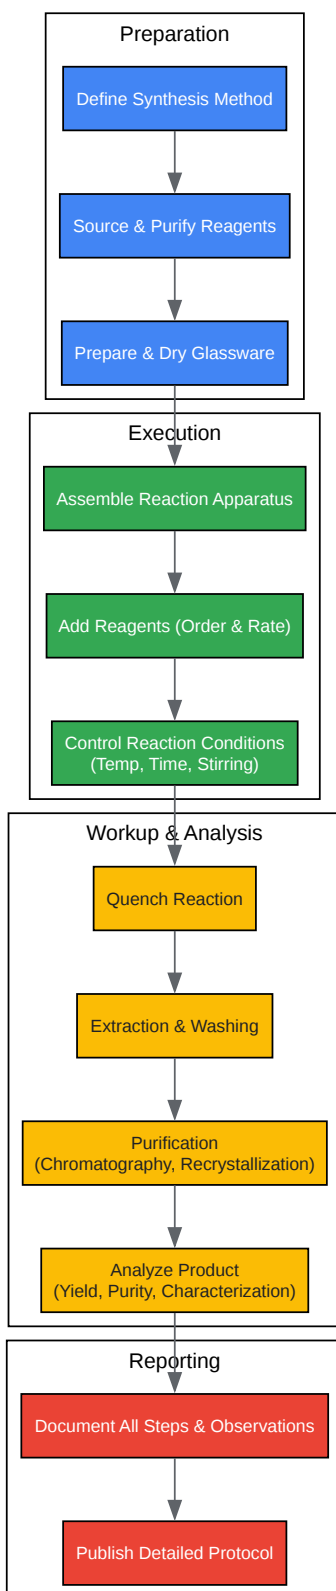 Preparation
Define Synthesis Method
Source & Purify Reagents
Prepare & Dry Glassware
Execution
Assemble Reaction Apparatus
Add Reagents (Order & Rate)
Control Reaction Conditions
(Temp, Time, Stirring)
Workup & Analysis
Quench Reaction
Extraction & Washing
Purification
(Chromatography, Recrystallization)
Analyze Product
(Yield, Purity, Characterization)
Reporting
Document All Steps & Observations
Publish Detailed Protocol